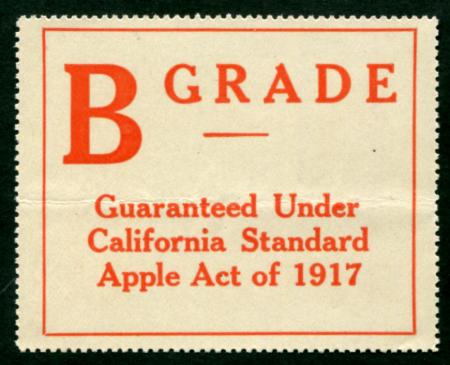 B GRADE
Guaranteed Under
California Standard
Apple Act of 1917